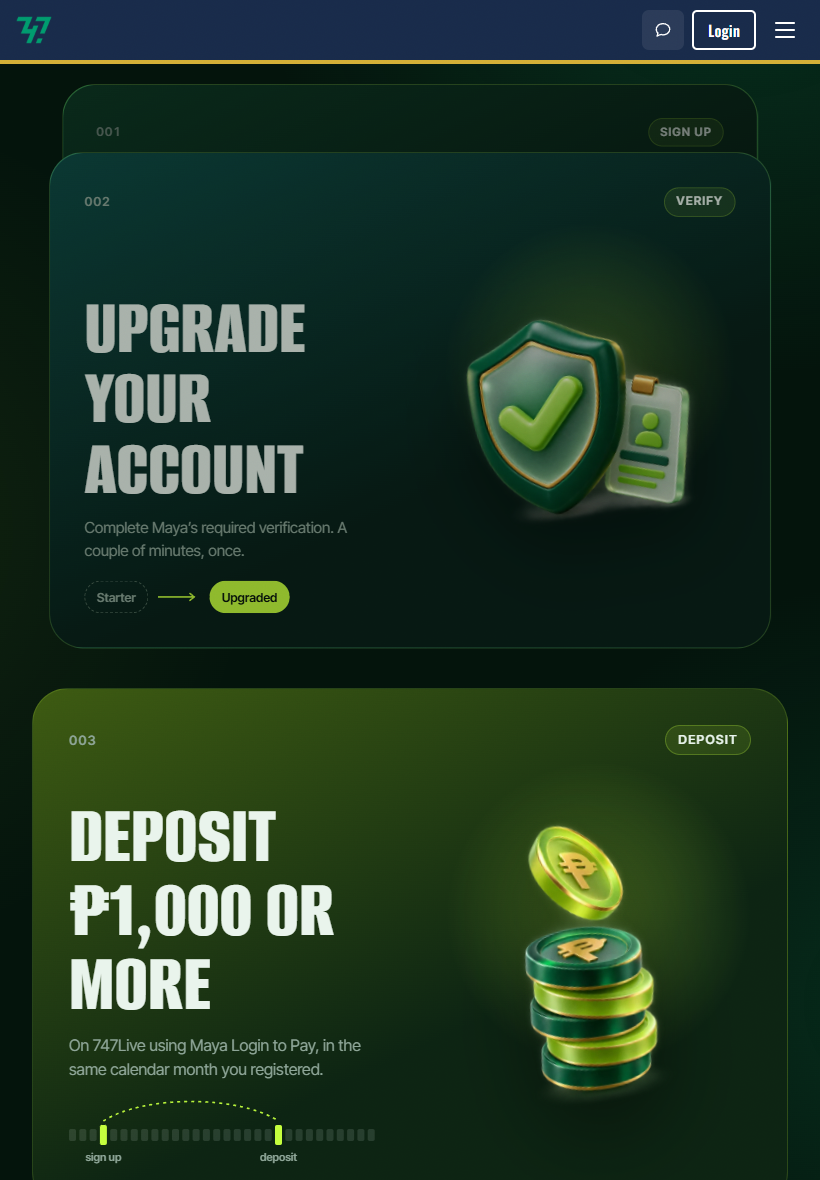 747
Login
001
SIGN UP
002
VERIFY
UPGRADE
YOUR
ACCOUNT
Complete Maya's required verification. A
couple of minutes, once.
Starter
Upgraded
003
DEPOSIT
DEPOSIT
₱1,000 OR
MORE
On 747Live using Maya Login to Pay, in the
same calendar month you registered.
sign up
deposit